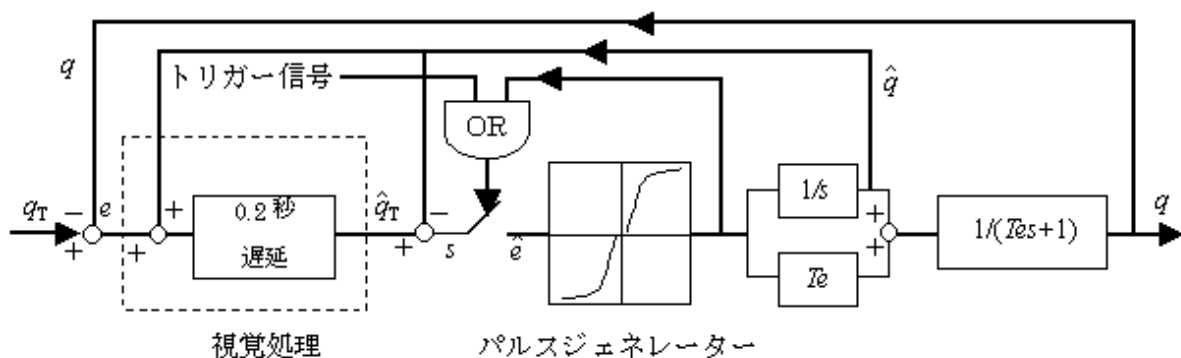 q
トリガー信号
q̂
OR
1/s
q_T
−
+
e
+
+
0.2 秒
遅延
q̂_T
−
+
s
ê
Te
+
+
1/(Tes+1)
q
視覚処理
パルスジェネレーター